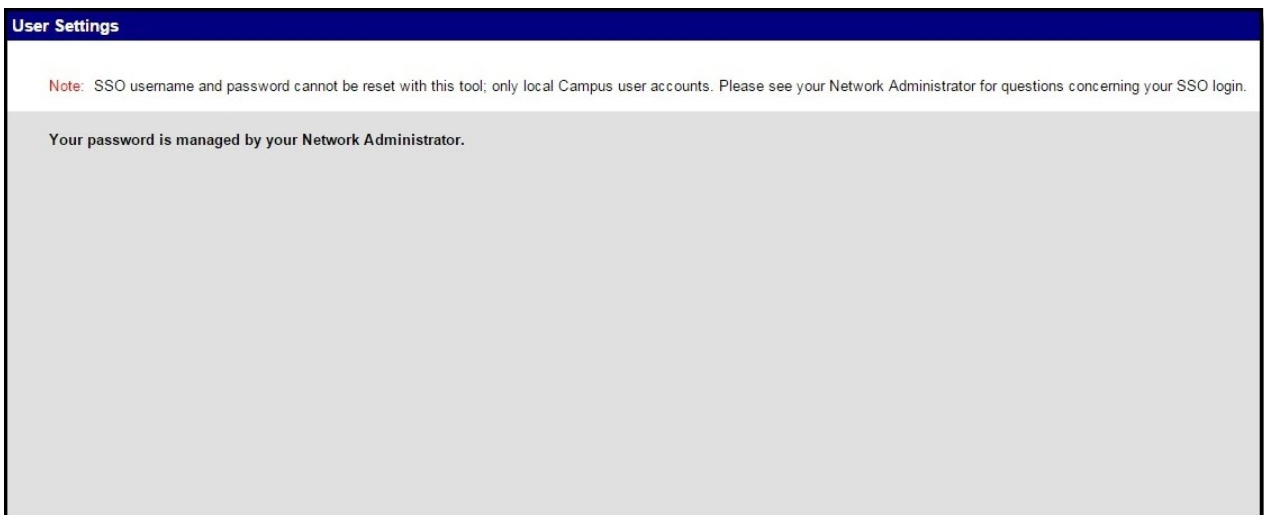 User Settings
Note: SSO username and password cannot be reset with this tool; only local Campus user accounts. Please see your Network Administrator for questions concerning your SSO login.
Your password is managed by your Network Administrator.